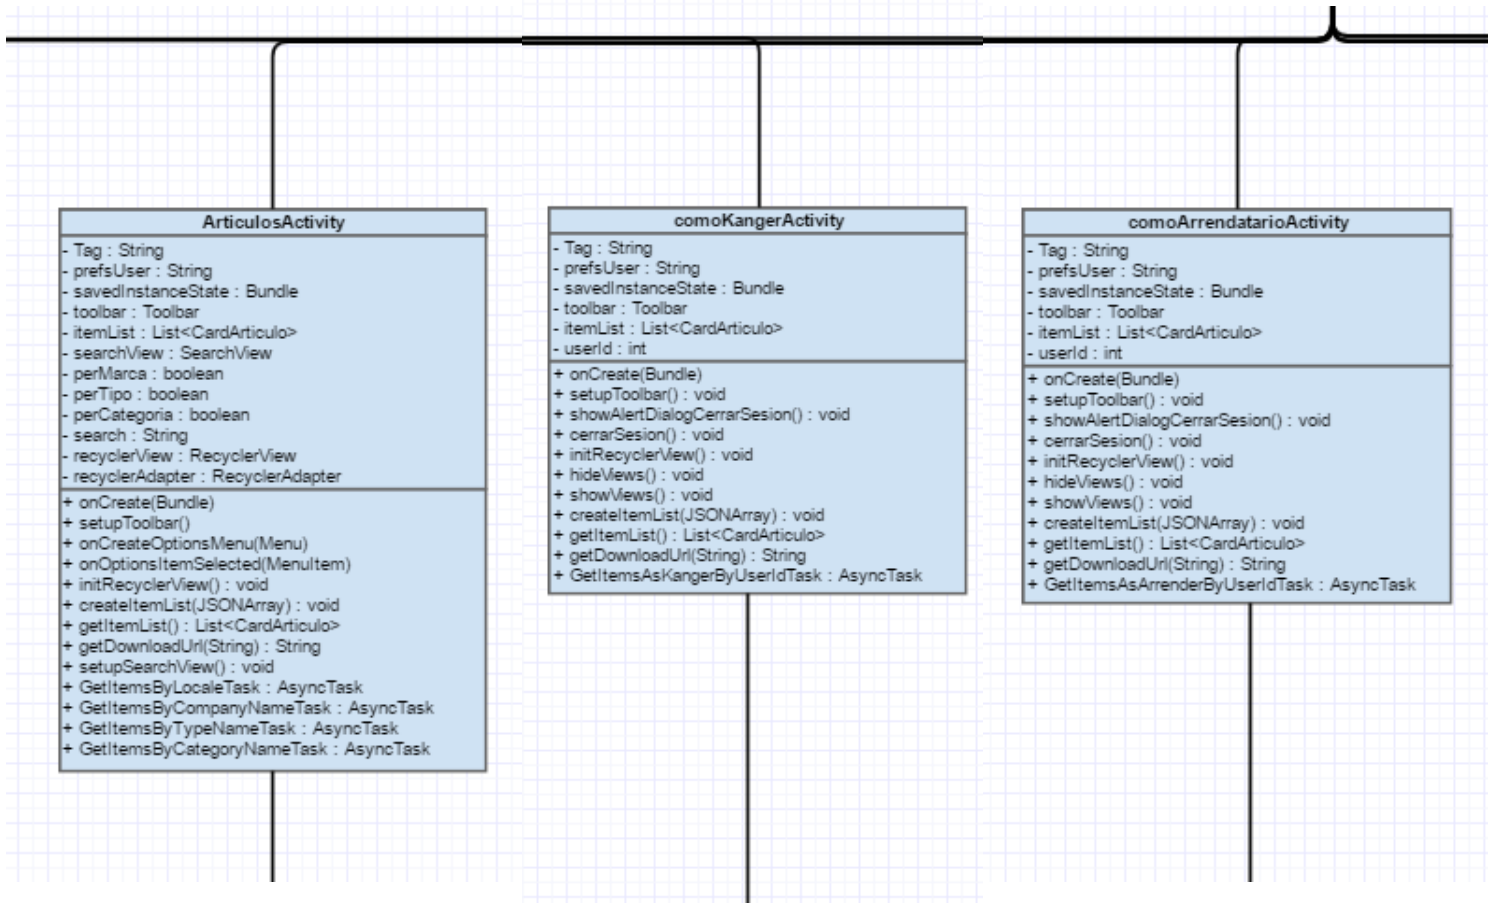 ArticulosActivity
- Tag : String
- prefsUser : String
- savedInstanceState : Bundle
- toolbar : Toolbar
- itemList : List<CardArticulo>
- searchView : SearchView
- perMarca : boolean
- perTipo : boolean
- perCategoria : boolean
- search : String
- recyclerView : RecyclerView
- recyclerAdapter : RecyclerAdapter
+ onCreate(Bundle)
+ setupToolbar()
+ onCreateOptionsMenu(Menu)
+ onOptionsItemSelected(MenuItem)
+ initRecyclerView() : void
+ createItemList(JSONArray) : void
+ getItemList() : List<CardArticulo>
+ getDownloadUrl(String) : String
+ setupSearchView() : void
+ GetItemsByLocaleTask : AsyncTask
+ GetItemsByCompanyNameTask : AsyncTask
+ GetItemsByTypeNameTask : AsyncTask
+ GetItemsByCategoryNameTask : AsyncTask
comoKangerActivity
- Tag : String
- prefsUser : String
- savedInstanceState : Bundle
- toolbar : Toolbar
- itemList : List<CardArticulo>
- userId : int
+ onCreate(Bundle)
+ setupToolbar() : void
+ showAlertDialogCerrarSesion() : void
+ cerrarSesion() : void
+ initRecyclerView() : void
+ hideViews() : void
+ showViews() : void
+ createItemList(JSONArray) : void
+ getItemList() : List<CardArticulo>
+ getDownloadUrl(String) : String
+ GetItemsAsKangerByUserIdTask : AsyncTask
comoArrendatarioActivity
- Tag : String
- prefsUser : String
- savedInstanceState : Bundle
- toolbar : Toolbar
- itemList : List<CardArticulo>
- userId : int
+ onCreate(Bundle)
+ setupToolbar() : void
+ showAlertDialogCerrarSesion() : void
+ cerrarSesion() : void
+ initRecyclerView() : void
+ hideViews() : void
+ showViews() : void
+ createItemList(JSONArray) : void
+ getItemList() : List<CardArticulo>
+ getDownloadUrl(String) : String
+ GetItemsAsArrenderByUserIdTask : AsyncTask